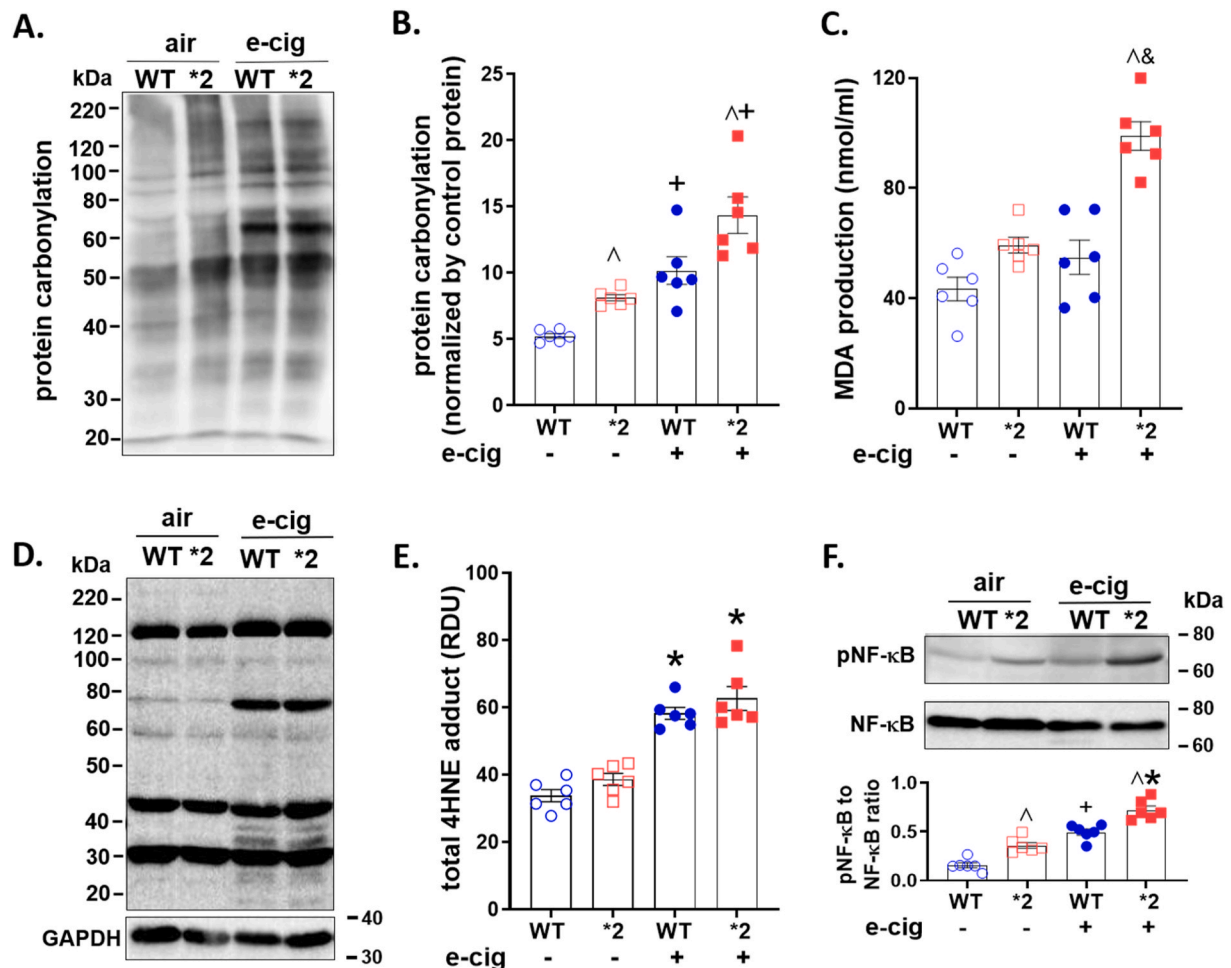 A.
air e-cig
kDa WT *2 WT *2
220
120
100
80
60
50
40
30
20
protein carbonylation
B.
protein carbonylation
(normalized by control protein)
25
20
15
10
5
0
^
+
^+
WT *2 WT *2
e-cig - - + +
C.
MDA production (nmol/ml)
120
80
40
0
^&
WT *2 WT *2
e-cig - - + +
D.
air e-cig
kDa WT *2 WT *2
220
120
100
80
60
50
40
30
20
GAPDH
40
30
E.
total 4HNE adduct (RDU)
100
80
60
40
20
0
*
*
WT *2 WT *2
e-cig - - + +
F.
air e-cig
WT *2 WT *2 kDa
pNF-κB
80
60
NF-κB
80
60
pNF-κB to
NF-κB ratio
1.0
0.5
0.0
^
+
^*
WT *2 WT *2
e-cig - - + +